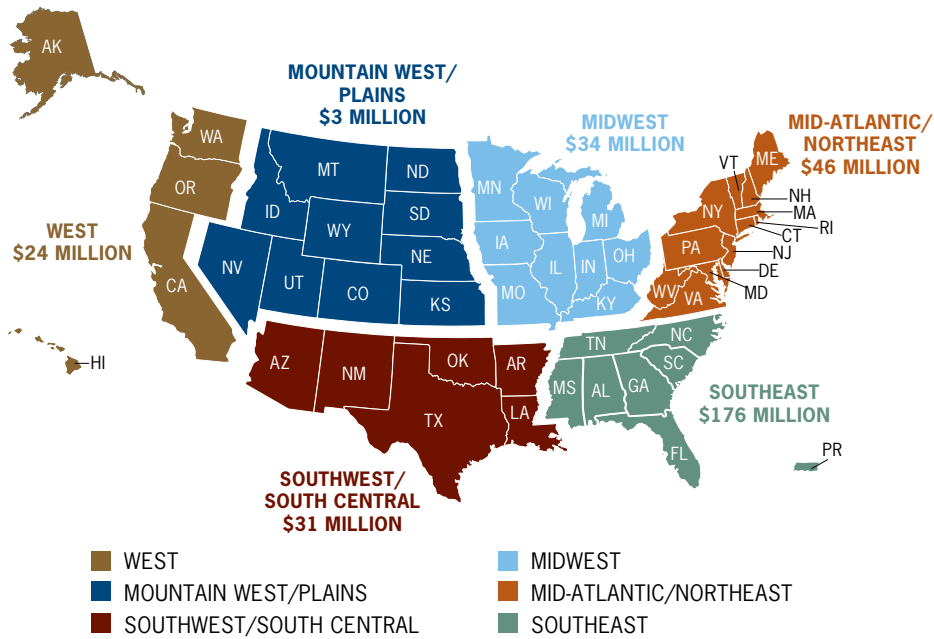 AK
MOUNTAIN WEST/
PLAINS
$3 MILLION
MIDWEST
$34 MILLION
MID-ATLANTIC/
NORTHEAST
$46 MILLION
WEST
$24 MILLION
WA
OR
CA
HI
MT
ND
ID
WY
SD
NE
NV
UT
CO
KS
MN
WI
MI
IA
IL
IN
OH
MO
KY
VT
ME
NH
MA
RI
CT
NY
PA
NJ
DE
MD
WV
VA
AZ
NM
OK
TX
AR
LA
TN
NC
SC
MS
AL
GA
FL
PR
SOUTHEAST
$176 MILLION
SOUTHWEST/
SOUTH CENTRAL
$31 MILLION
WEST
MOUNTAIN WEST/PLAINS
SOUTHWEST/SOUTH CENTRAL
MIDWEST
MID-ATLANTIC/NORTHEAST
SOUTHEAST